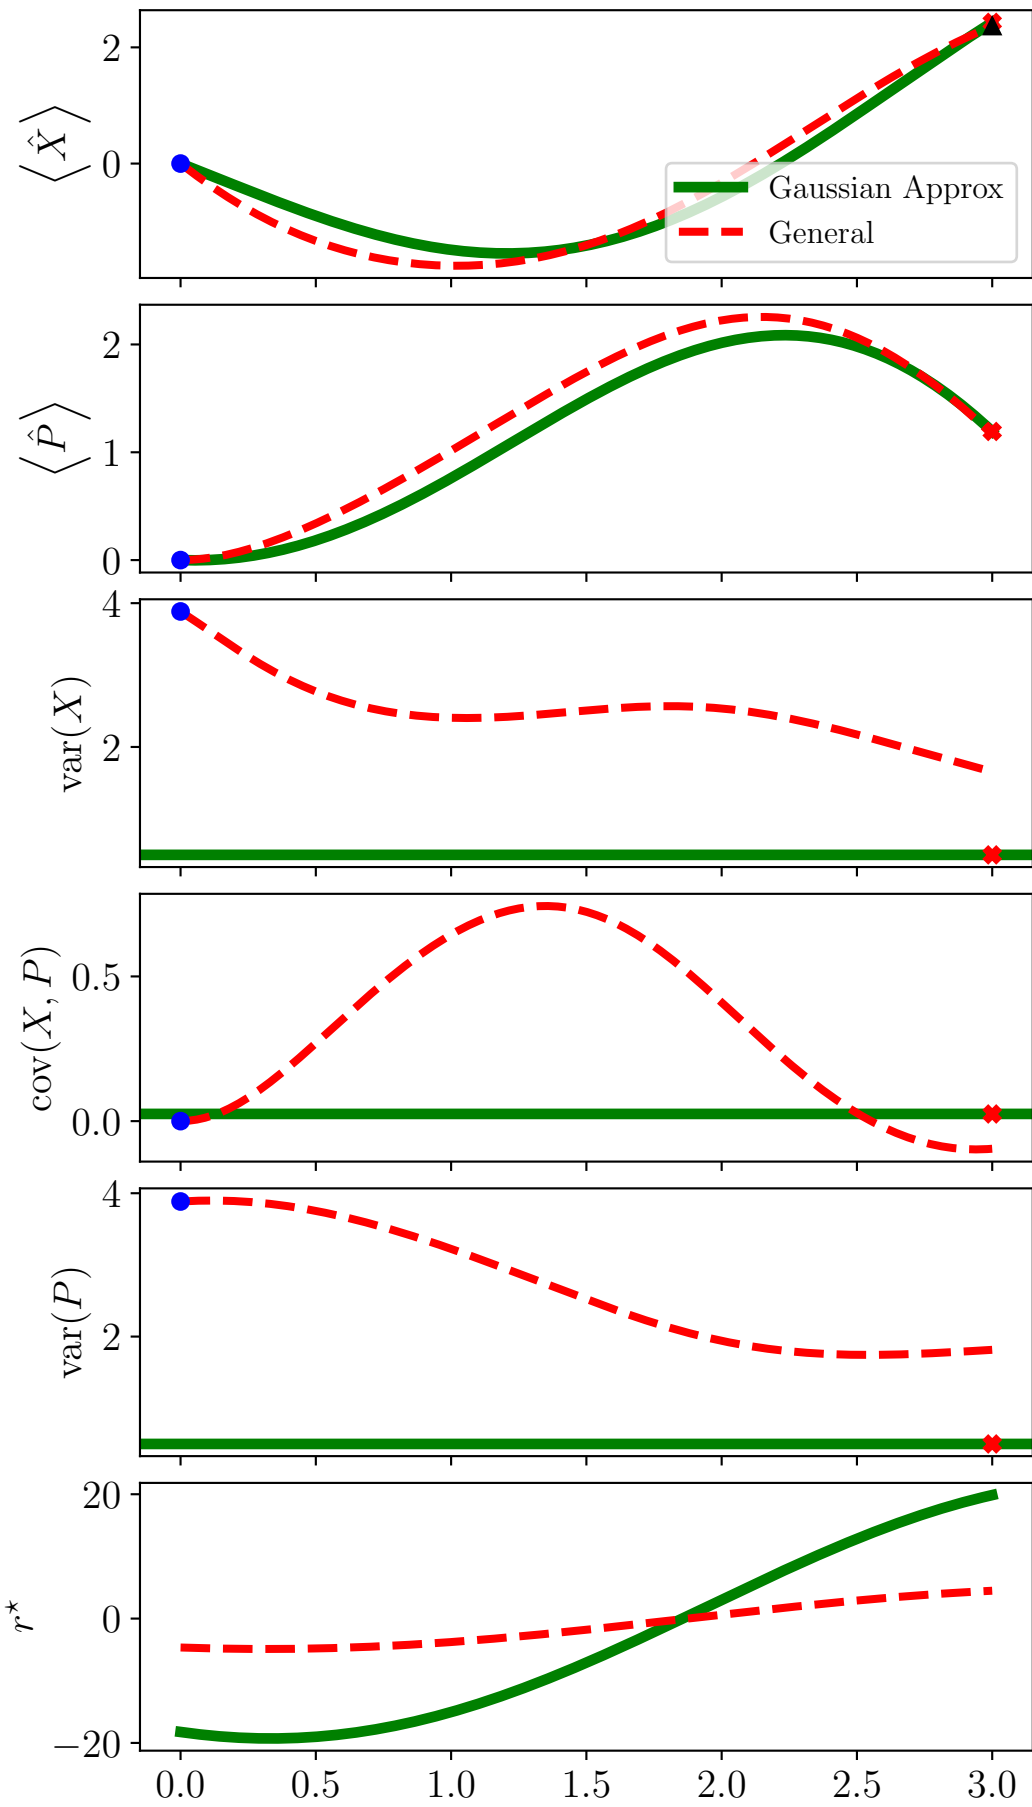 ⟨X̂⟩
2
0
Gaussian Approx
General
⟨P̂⟩
2
1
0
var(X)
4
2
cov(X, P)
0.5
0.0
var(P)
4
2
r⋆
20
0
−20
0.0 0.5 1.0 1.5 2.0 2.5 3.0